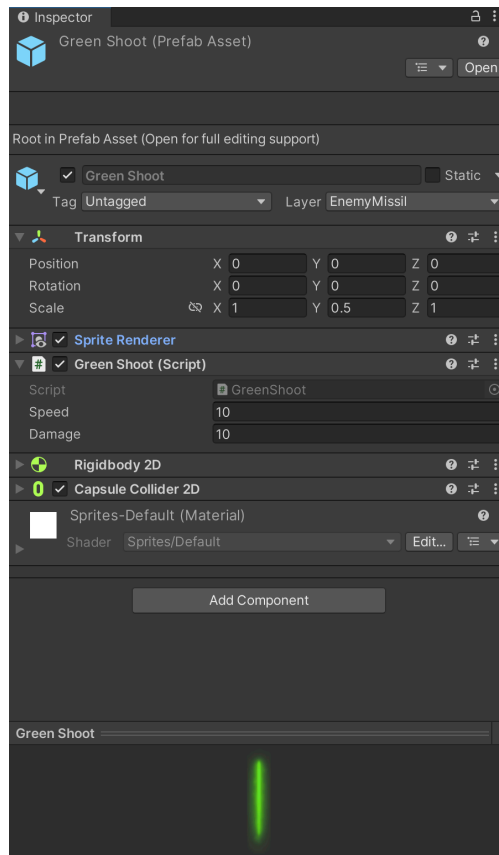 Inspector
Green Shoot (Prefab Asset)
Open
Root in Prefab Asset (Open for full editing support)
Green Shoot Static
Tag Untagged Layer EnemyMissil
Transform
Position X 0 Y 0 Z 0
Rotation X 0 Y 0 Z 0
Scale X 1 Y 0.5 Z 1
Sprite Renderer
# Green Shoot (Script)
Script # GreenShoot
Speed 10
Damage 10
Rigidbody 2D
Capsule Collider 2D
Sprites-Default (Material)
Shader Sprites/Default Edit...
Add Component
Green Shoot